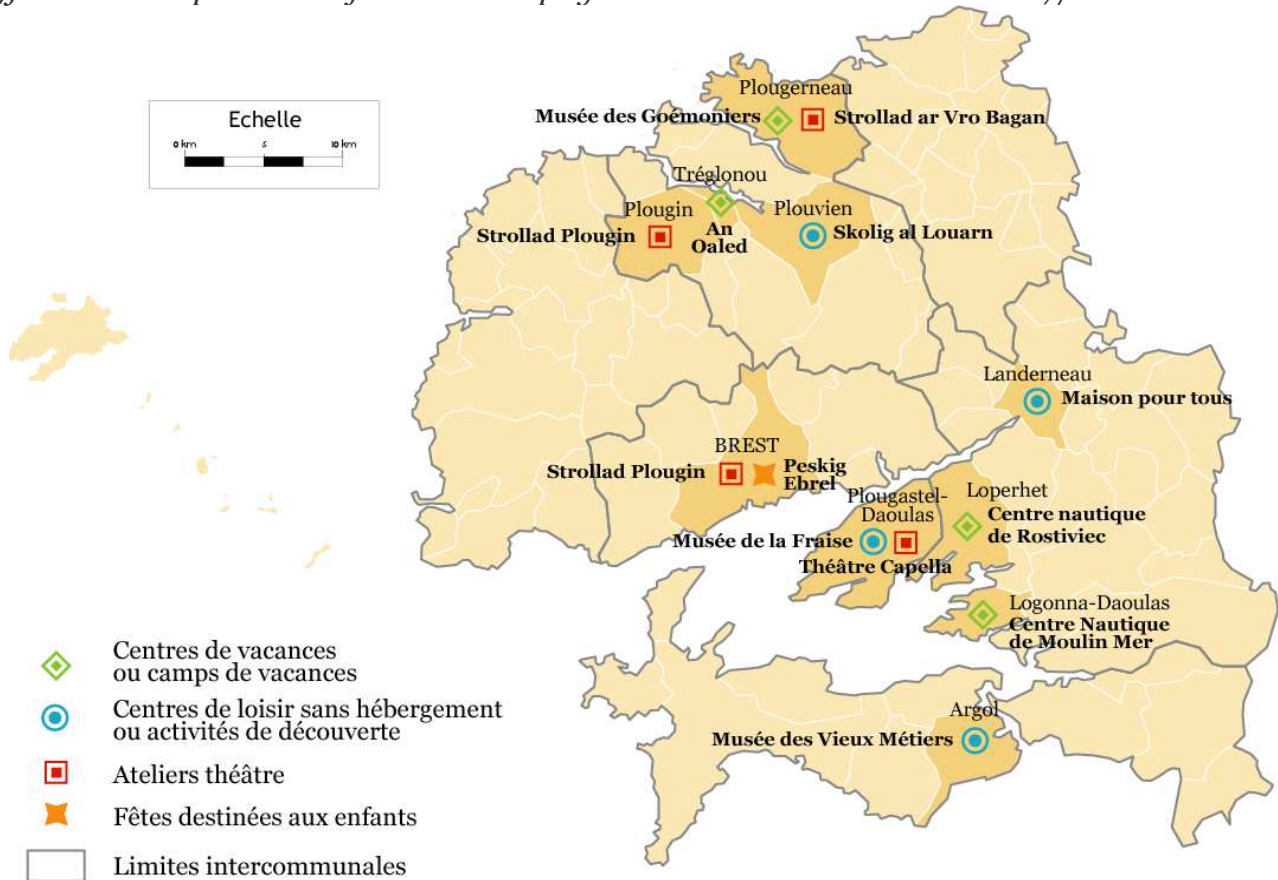 Echelle
0 km 5 10 km
Plougerneau
Musée des Goémoniers
Strollad ar Vro Bagan
Tréglonou
Plougin
Plouvien
Strollad Plougin
An
Oaled
Skolig al Louarn
Landerneau
Maison pour tous
BREST
Strollad Plougin
Peskig
Ebrel
Plougastel-
Daoulas
Loperhet
Centre nautique
de Rostiviec
Musée de la Fraise
Théâtre Capella
Logonna-Daoulas
Centre Nautique
de Moulin Mer
Argol
Musée des Vieux Métiers
Centres de vacances
ou camps de vacances
Centres de loisir sans hébergement
ou activités de découverte
Ateliers théâtre
Fêtes destinées aux enfants
Limites intercommunales